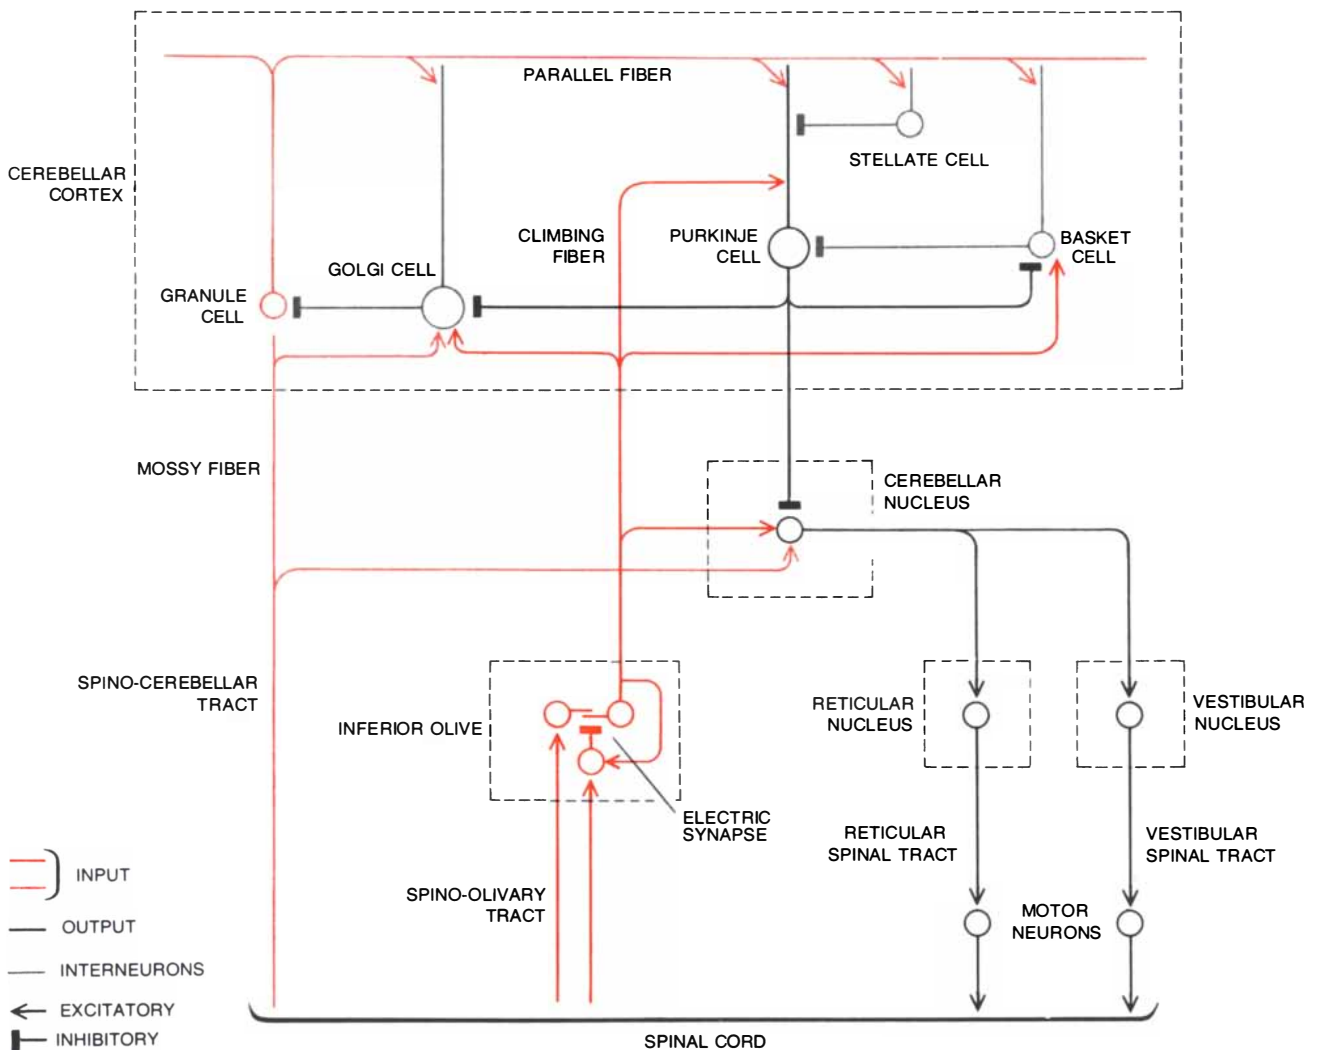 PARALLEL FIBER
STELLATE CELL
CEREBELLAR
CORTEX
CLIMBING
FIBER
PURKINJE
CELL
BASKET
CELL
GOLGI CELL
GRANULE
CELL
MOSSY FIBER
CEREBELLAR
NUCLEUS
SPINO-CEREBELLAR
TRACT
INFERIOR OLIVE
RETICULAR
NUCLEUS
VESTIBULAR
NUCLEUS
ELECTRIC
SYNAPSE
RETICULAR
SPINAL TRACT
VESTIBULAR
SPINAL TRACT
SPINO-OLIVARY
TRACT
MOTOR
NEURONS
INPUT
OUTPUT
INTERNEURONS
EXCITATORY
INHIBITORY
SPINAL CORD